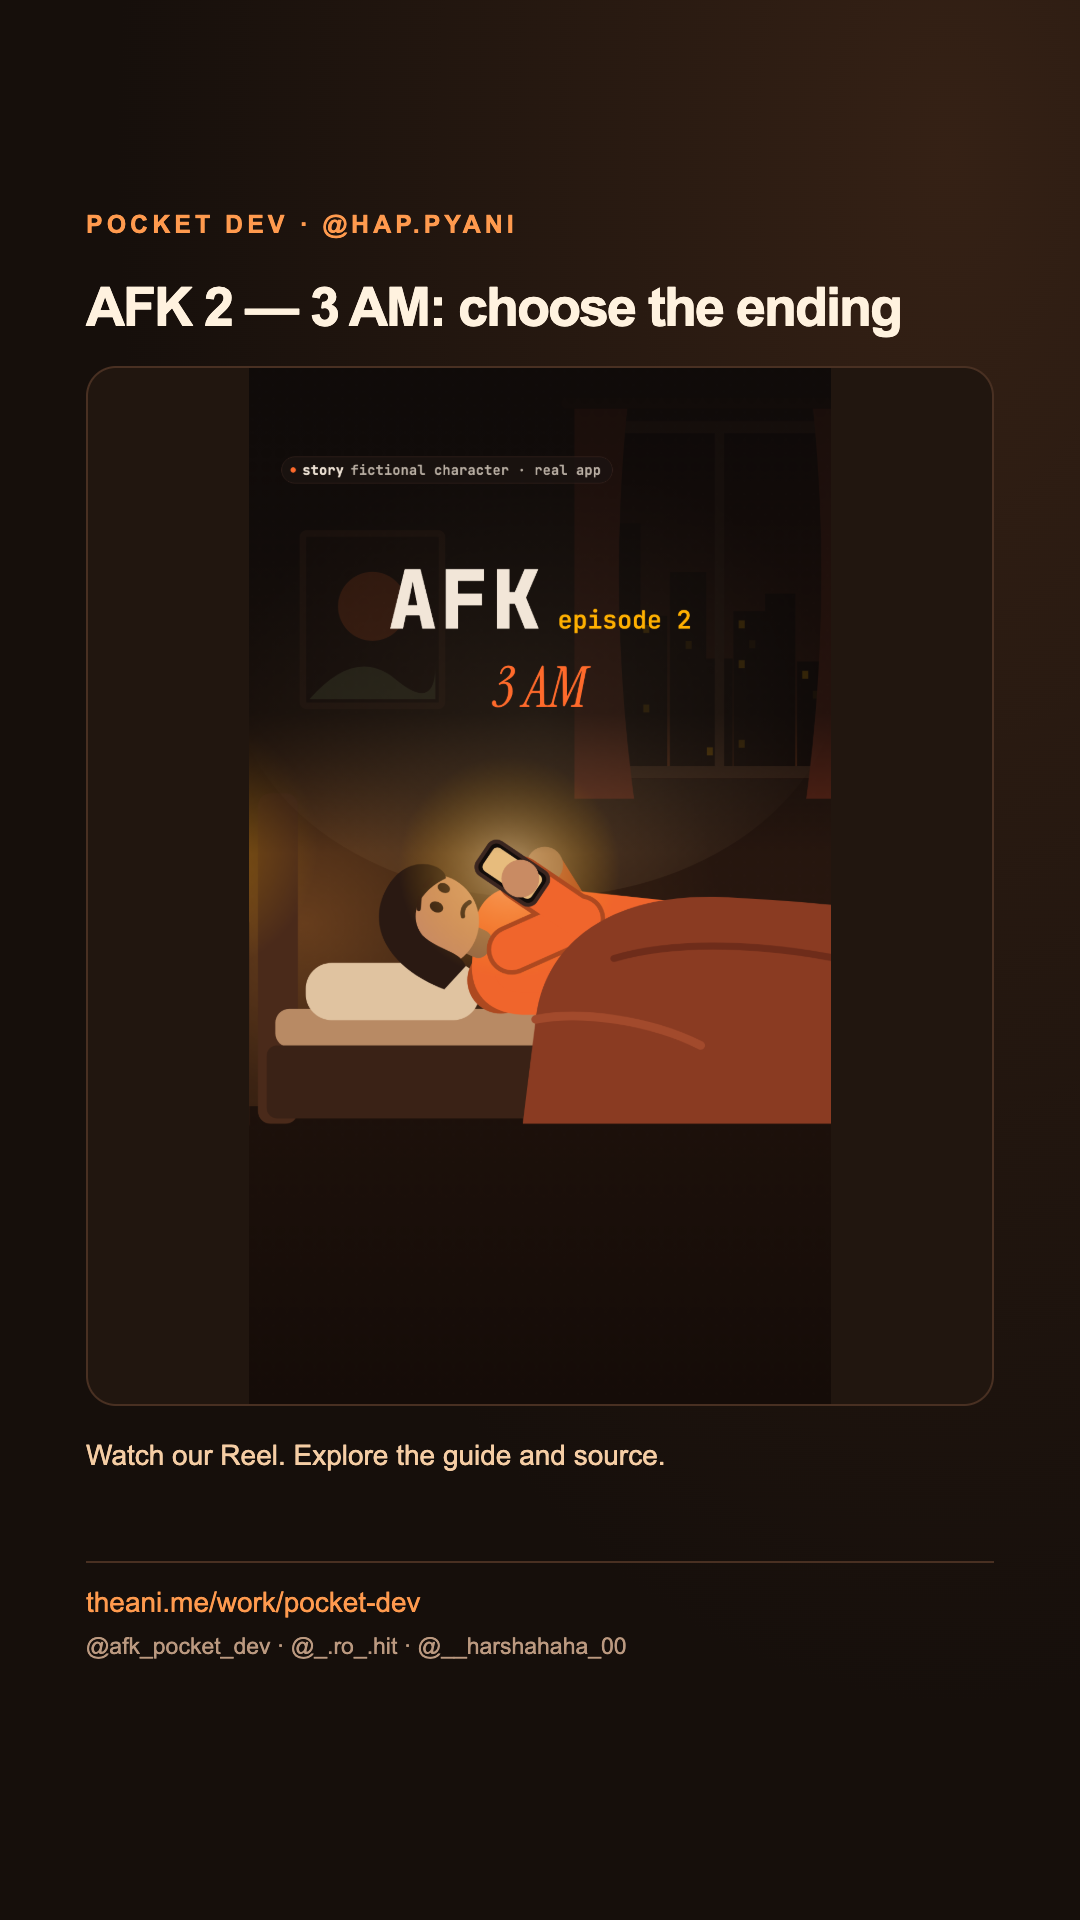 POCKET DEV · @HAP.PYANI
AFK 2 — 3 AM: choose the ending
story fictional character · real app
AFK episode 2
3 AM
Watch our Reel. Explore the guide and source.
theani.me/work/pocket-dev
@afk_pocket_dev · @_.ro_.hit · @__harshahaha_00